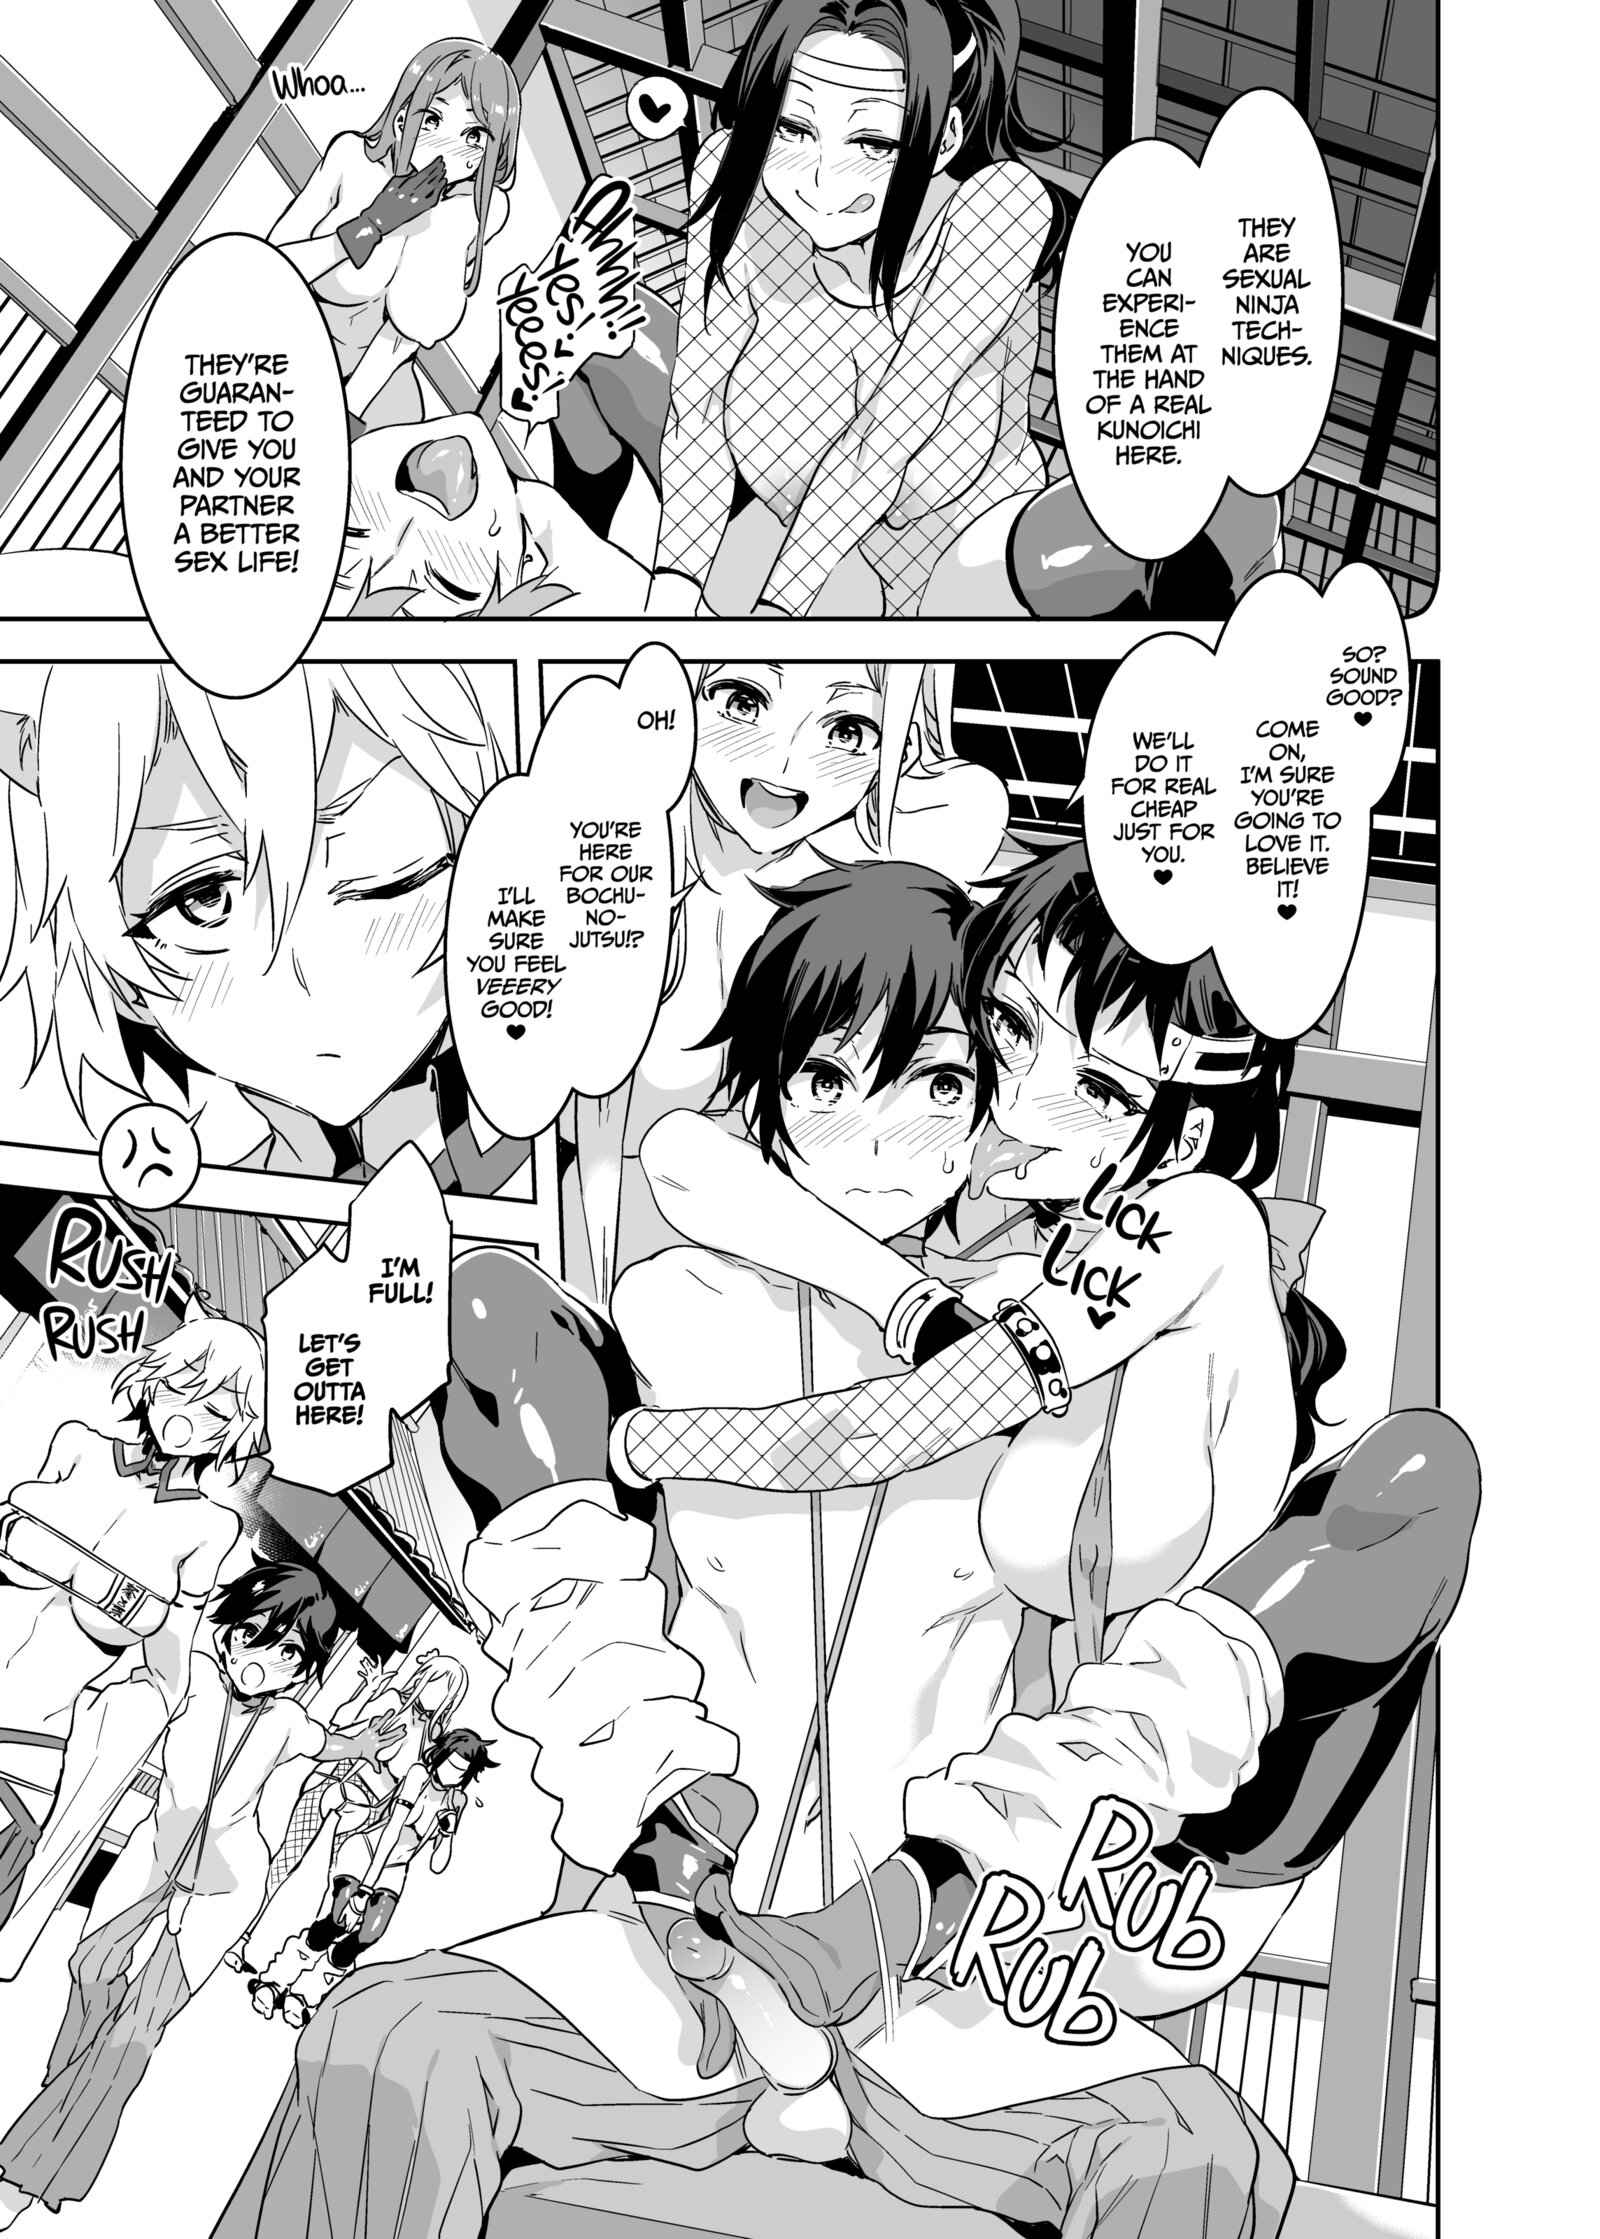 THEY
ARE
SEXUAL
NINJA
TECH-
NIQUES.
YOU
CAN
EXPERI-
ENCE
THEM AT
THE HAND
OF A REAL
KUNOICHI
HERE.
AHHH!!
YES!
YEEEES!
WHOA...
THEY'RE
GUARAN-
TEED TO
GIVE YOU
AND YOUR
PARTNER
A BETTER
SEX LIFE!
SO?
SOUND
GOOD?
♥
COME
ON,
I'M SURE
YOU'RE
GOING TO
LOVE IT.
BELIEVE
IT!
♥
WE'LL
DO IT
FOR REAL
CHEAP
JUST FOR
YOU.
♥
OH!
YOU'RE
HERE
FOR OUR
BOCHU-
NO-
JUTSU!?
I'LL
MAKE
SURE
YOU FEEL
VEEERY
GOOD!
♥
LICK
LICK
♥
RUB
RUB
I'M
FULL!
LET'S
GET
OUTTA
HERE!
RUSH
RUSH